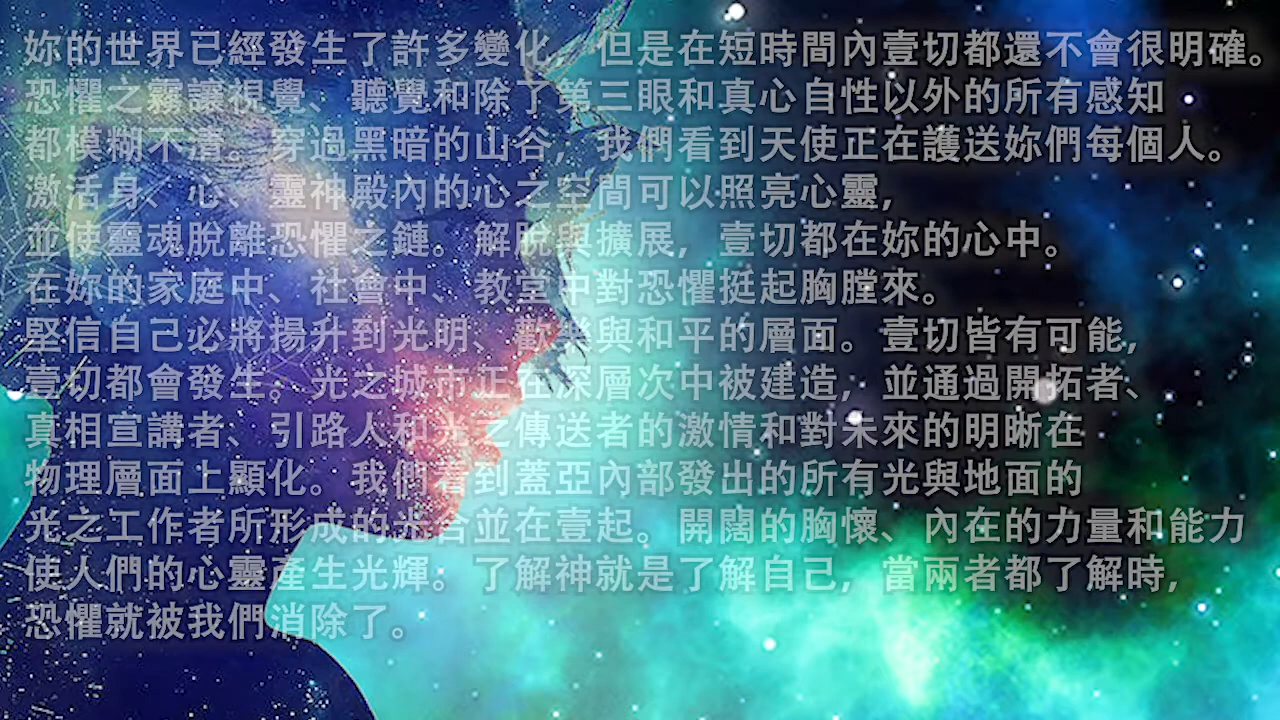 妳的世界已經發生了許多變化，但是在短時間內壹切都還不會很明確。
恐懼之霧讓視覺、聽覺和除了第三眼和真心自性以外的所有感知
都模糊不清。穿過黑暗的山谷，我們看到天使正在護送妳們每個人。
激活身、心、靈神殿內的心之空間可以照亮心靈，
並使靈魂脫離恐懼之鏈。解脫與擴展，壹切都在妳的心中。
在妳的家庭中、社會中、教堂中對恐懼挺起胸膛來。
堅信自己必將揚升到光明、歡樂與和平的層面。壹切皆有可能，
壹切都會發生。光之城市正在深層次中被建造，並通過開拓者、
真相宣講者、引路人和光之傳送者的激情和對未來的明晰在
物理層面上顯化。我們看到蓋亞內部發出的所有光與地面的
光之工作者所形成的光合並在壹起。開闊的胸懷、內在的力量和能力
使人們的心靈產生光輝。了解神就是了解自己，當兩者都了解時，
恐懼就被我們消除了。